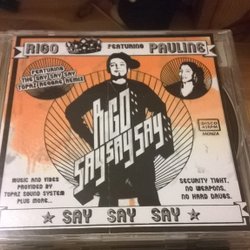 RIGO
FEATURING
PAULINE
FEATURING
THE SAY SAY SAY
TOPAZ REGGAE REMIX
RIGO
SAY SAY SAY
MUSIC AND VIBES
PROVIDED BY
TOPAZ SOUND SYSTEM
PLUS MORE...
DISCO
SECURITY TIGHT,
NO WEAPONS,
NO HARD DRUGS.
★ SAY ★ SAY ★ SAY ★